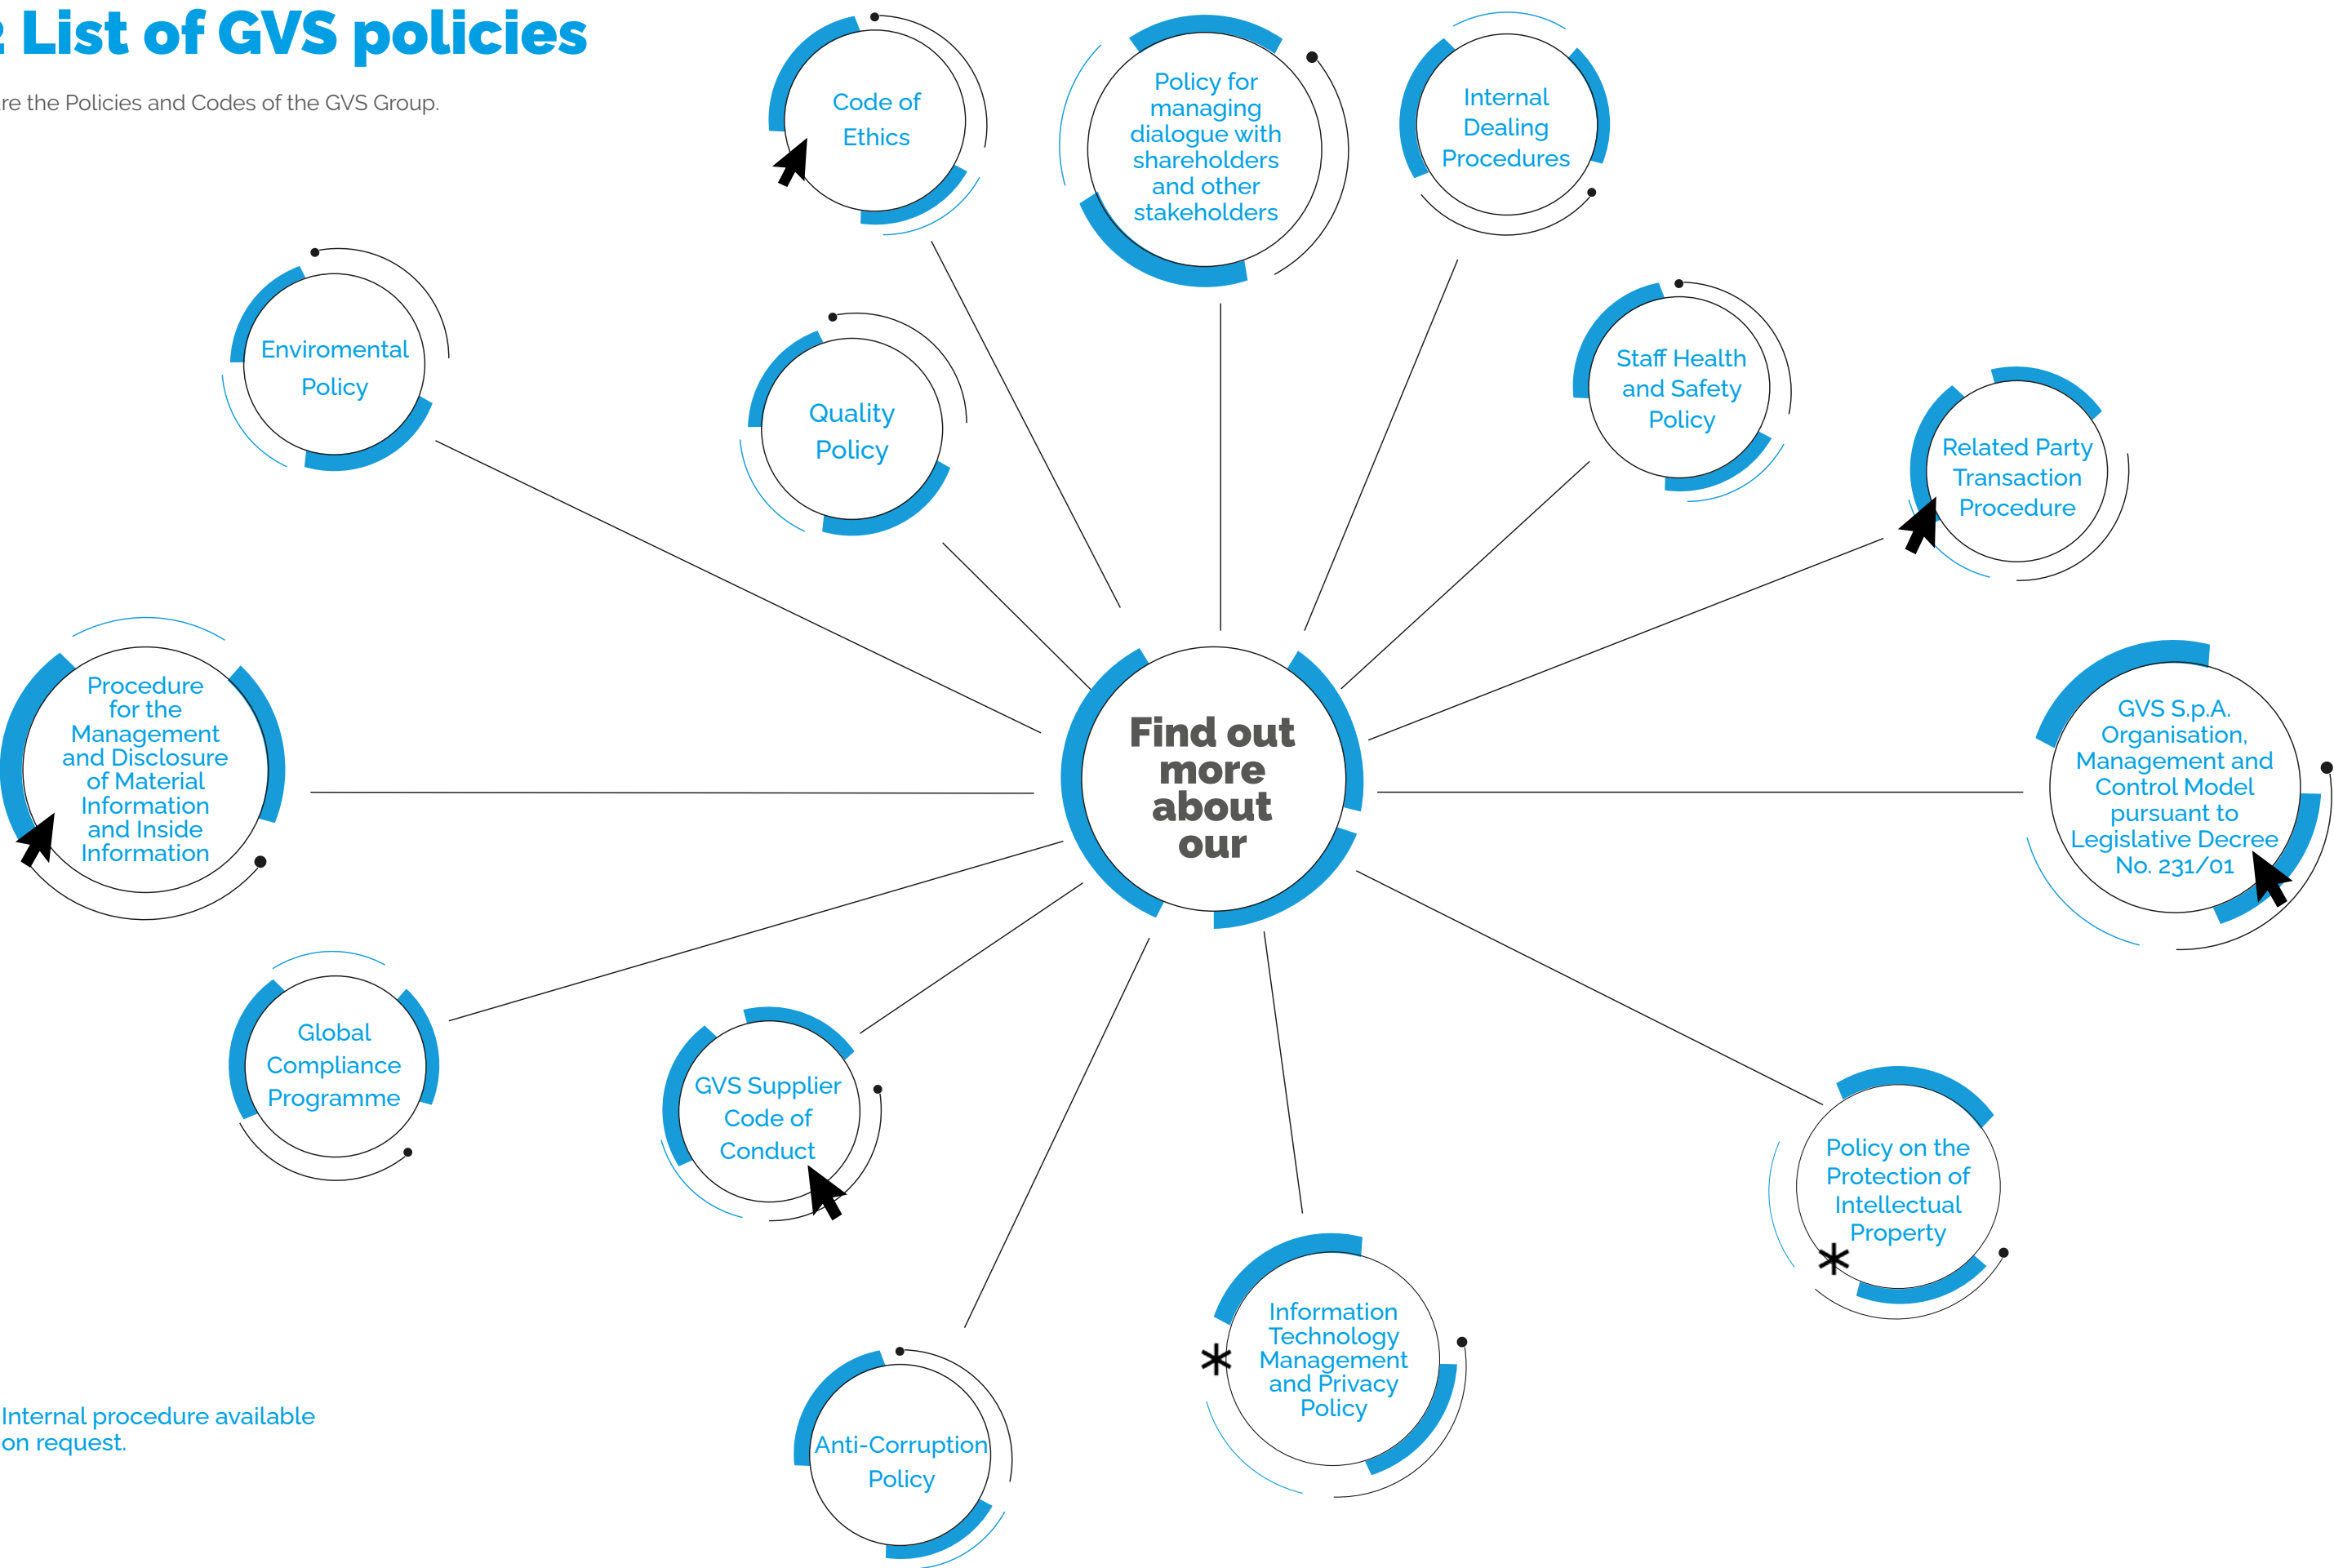 List of GVS policies
the Policies and Codes of the GVS Group.
Code of
Ethics
Policy for
managing
dialogue with
shareholders
and other
stakeholders
Internal
Dealing
Procedures
Enviromental
Policy
Quality
Policy
Staff Health
and Safety
Policy
Related Party
Transaction
Procedure
Procedure
for the
Management
and Disclosure
of Material
Information
and Inside
Information
Find out
more
about
our
GVS S.p.A.
Organisation,
Management and
Control Model
pursuant to
Legislative Decree
No. 231/01
Global
Compliance
Programme
GVS Supplier
Code of
Conduct
Policy on the
Protection of
Intellectual
Property
*
Information
Technology
Management
and Privacy
Policy
*
Anti-Corruption
Policy
Internal procedure available
on request.